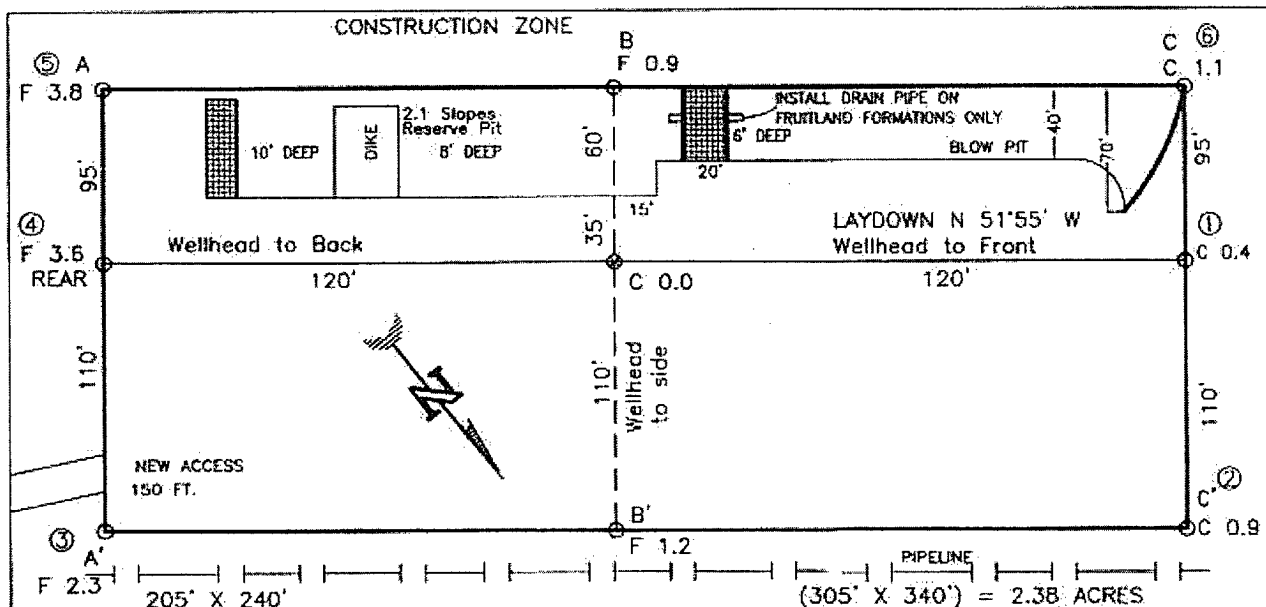 CONSTRUCTION ZONE
⑤ A
F 3.8
B
F 0.9
C ⑥
C 1.1
2.1 Slopes
Reserve Pit
10' DEEP
DIKE
8' DEEP
60'
INSTALL DRAIN PIPE ON
FRUITLAND FORMATIONS ONLY
6' DEEP
BLOW PIT
40'
70'
95'
95'
20'
15'
35'
④
F 3.6
REAR
Wellhead to Back
120'
C 0.0
LAYDOWN N 51°55' W
Wellhead to Front
120'
①
C 0.4
110'
N
110'
Wellhead
to side
110'
NEW ACCESS
150 FT.
③
A'
F 2.3
B'
F 1.2
C' ②
C 0.9
PIPELINE
205' X 240'
(305' X 340') = 2.38 ACRES